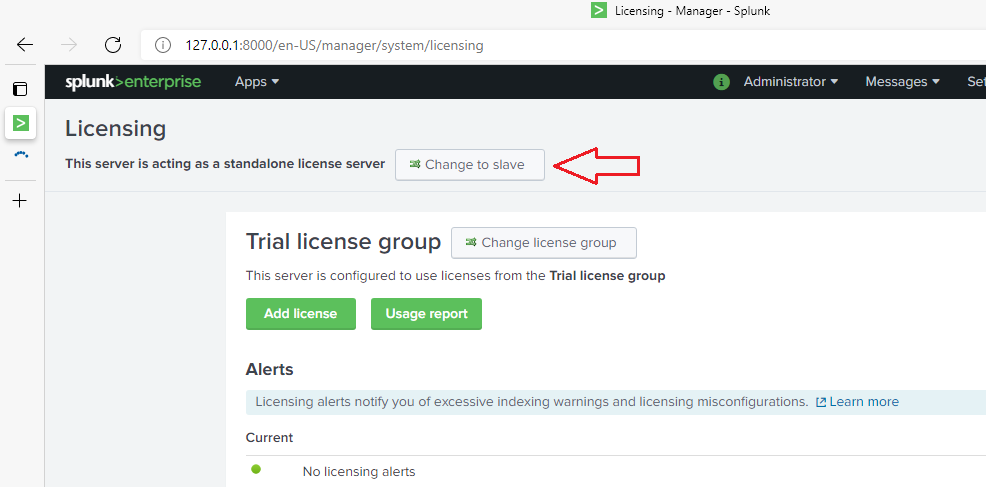 Licensing - Manager - Splunk
127.0.0.1:8000/en-US/manager/system/licensing
splunk>enterprise Apps Administrator Messages Set
Licensing
This server is acting as a standalone license server Change to slave
Trial license group Change license group
This server is configured to use licenses from the Trial license group
Add license Usage report
Alerts
Licensing alerts notify you of excessive indexing warnings and licensing misconfigurations. Learn more
Current
No licensing alerts